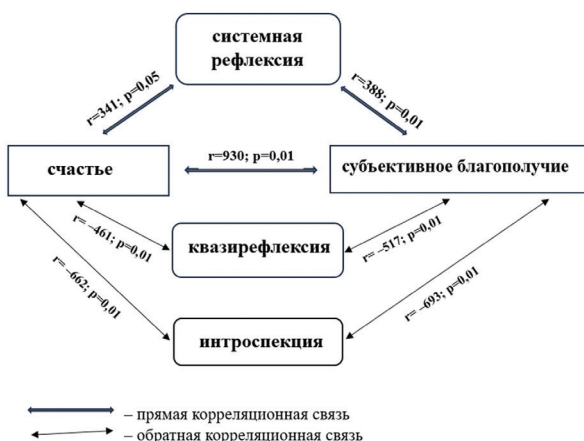 системная
рефлексия
r=341; p=0,05
r=388; p=0,01
счастье
r=930; p=0,01
субъективное благополучие
r= –461; p=0,01
квазирефлексия
r= –517; p=0,01
r= –662; p=0,01
интроспекция
r= –693; p=0,01
– прямая корреляционная связь
– обратная корреляционная связь